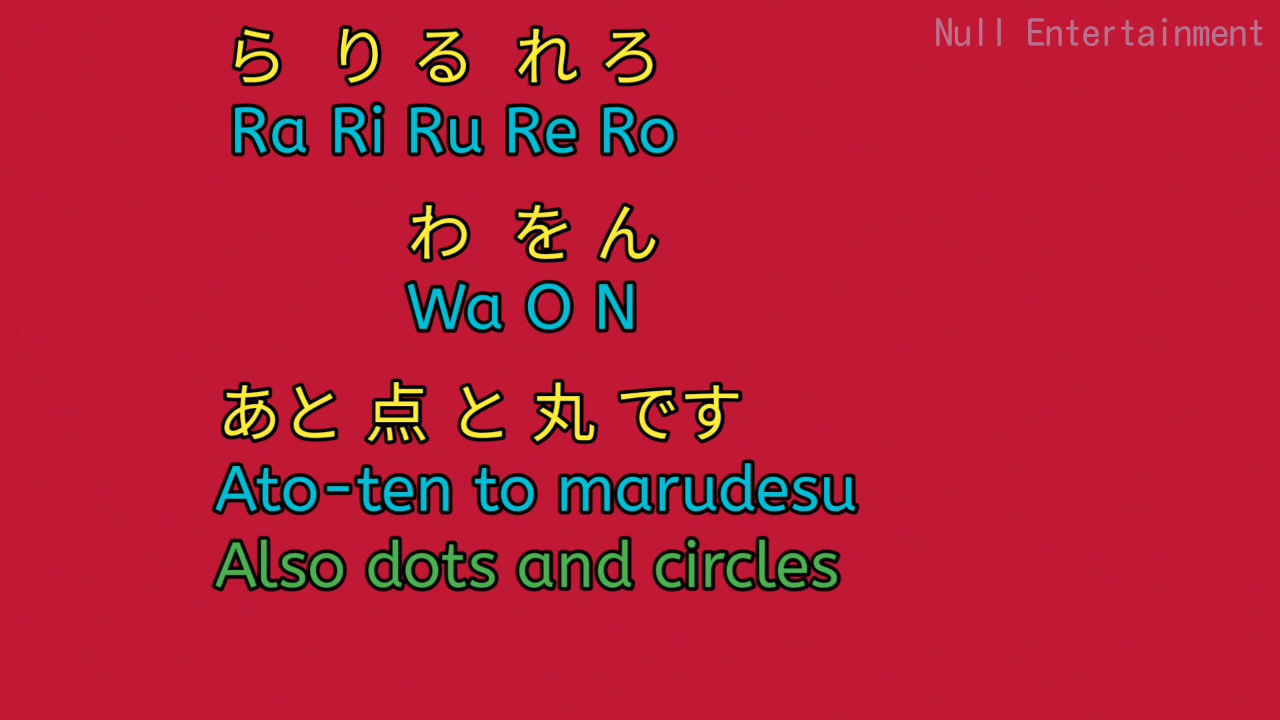 Null Entertainment
ら り る れ ろ
Ra Ri Ru Re Ro
わ を ん
Wa O N
あと 点 と 丸 です
Ato-ten to marudesu
Also dots and circles